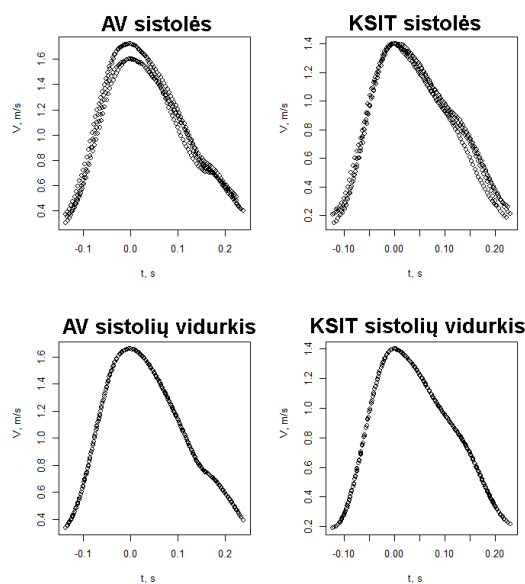 AV sistolės
KSIT sistolės
V, m/s
0.4 0.6 0.8 1.0 1.2 1.4 1.6
-0.1 0.0 0.1 0.2
t, s
V, m/s
0.2 0.4 0.6 0.8 1.0 1.2 1.4
-0.10 0.00 0.10 0.20
t, s
AV sistolių vidurkis
KSIT sistolių vidurkis
V, m/s
0.4 0.6 0.8 1.0 1.2 1.4 1.6
-0.1 0.0 0.1 0.2
t, s
V, m/s
0.2 0.4 0.6 0.8 1.0 1.2 1.4
-0.10 0.00 0.10 0.20
t, s